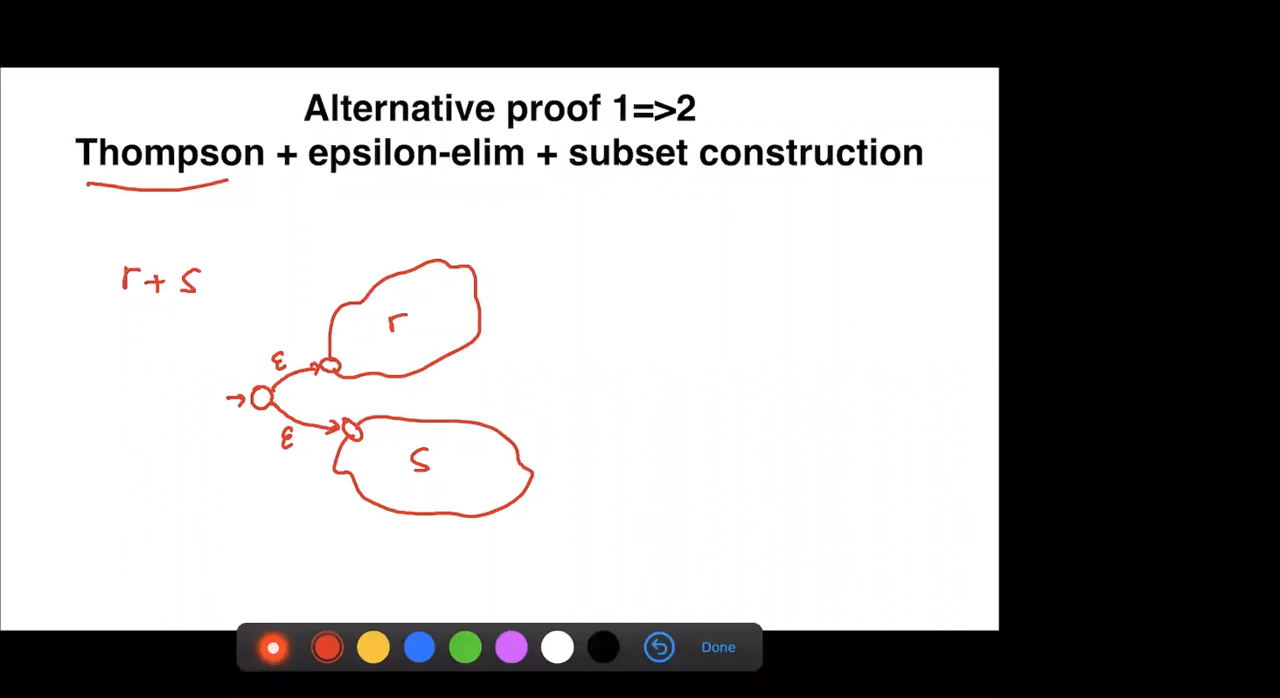 Alternative proof 1=>2
Thompson + epsilon-elim + subset construction
r + s
r
ε
ε
s
Done